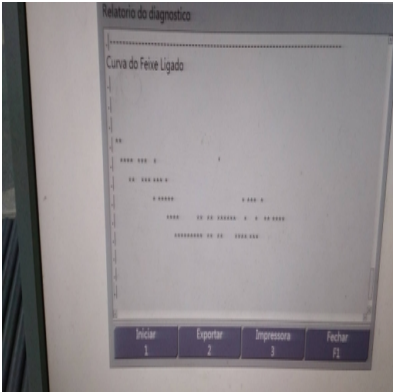 Relatorio do diagnostico
Curva do Feixe Ligado
Iniciar
1
Exportar
2
Impressora
3
Fechar
F1